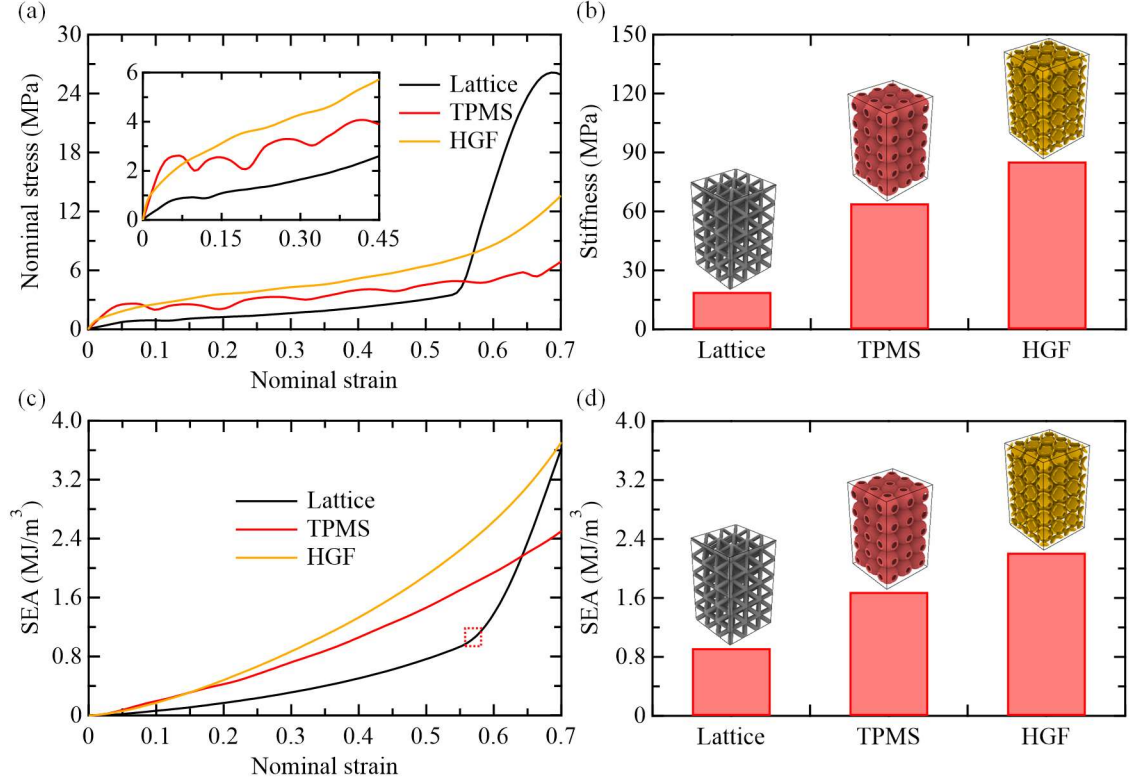 (a)
30
24
18
12
6
0
Nominal stress (MPa)
6
4
2
0
0
0.15
0.30
0.45
Lattice
TPMS
HGF
0
0.1
0.2
0.3
0.4
0.5
0.6
0.7
Nominal strain
(b)
150
120
90
60
30
0
Stiffness (MPa)
Lattice
TPMS
HGF
(c)
4.0
3.2
2.4
1.6
0.8
0
SEA (MJ/m³)
Lattice
TPMS
HGF
0
0.1
0.2
0.3
0.4
0.5
0.6
0.7
Nominal strain
(d)
4.0
3.2
2.4
1.6
0.8
0
SEA (MJ/m³)
Lattice
TPMS
HGF